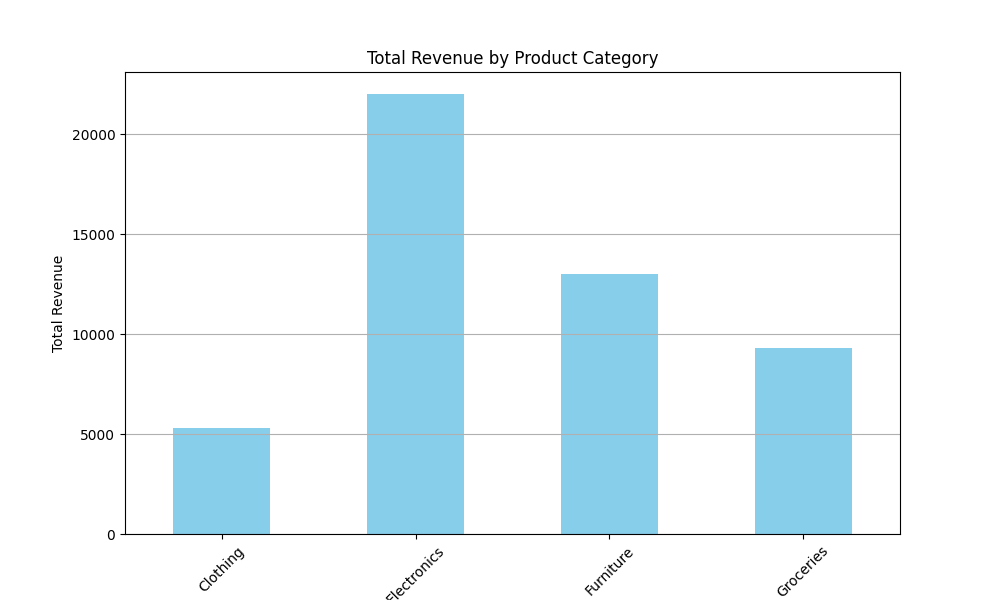 Total Revenue by Product Category
Total Revenue
20000
15000
10000
5000
0
Clothing
Electronics
Furniture
Groceries